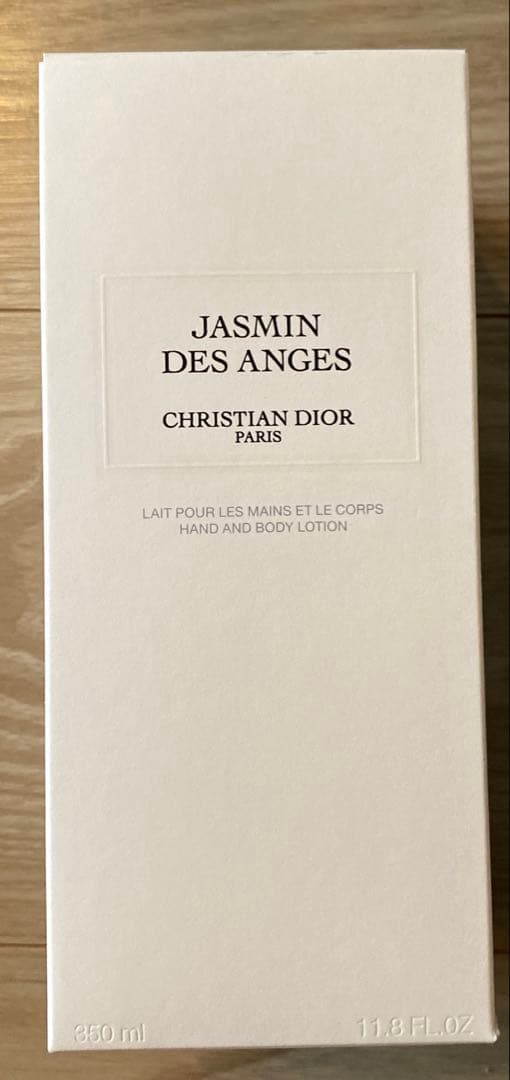 JASMIN
DES ANGES
CHRISTIAN DIOR
PARIS
LAIT POUR LES MAINS ET LE CORPS
HAND AND BODY LOTION
350 ml
11.8 FL.OZ